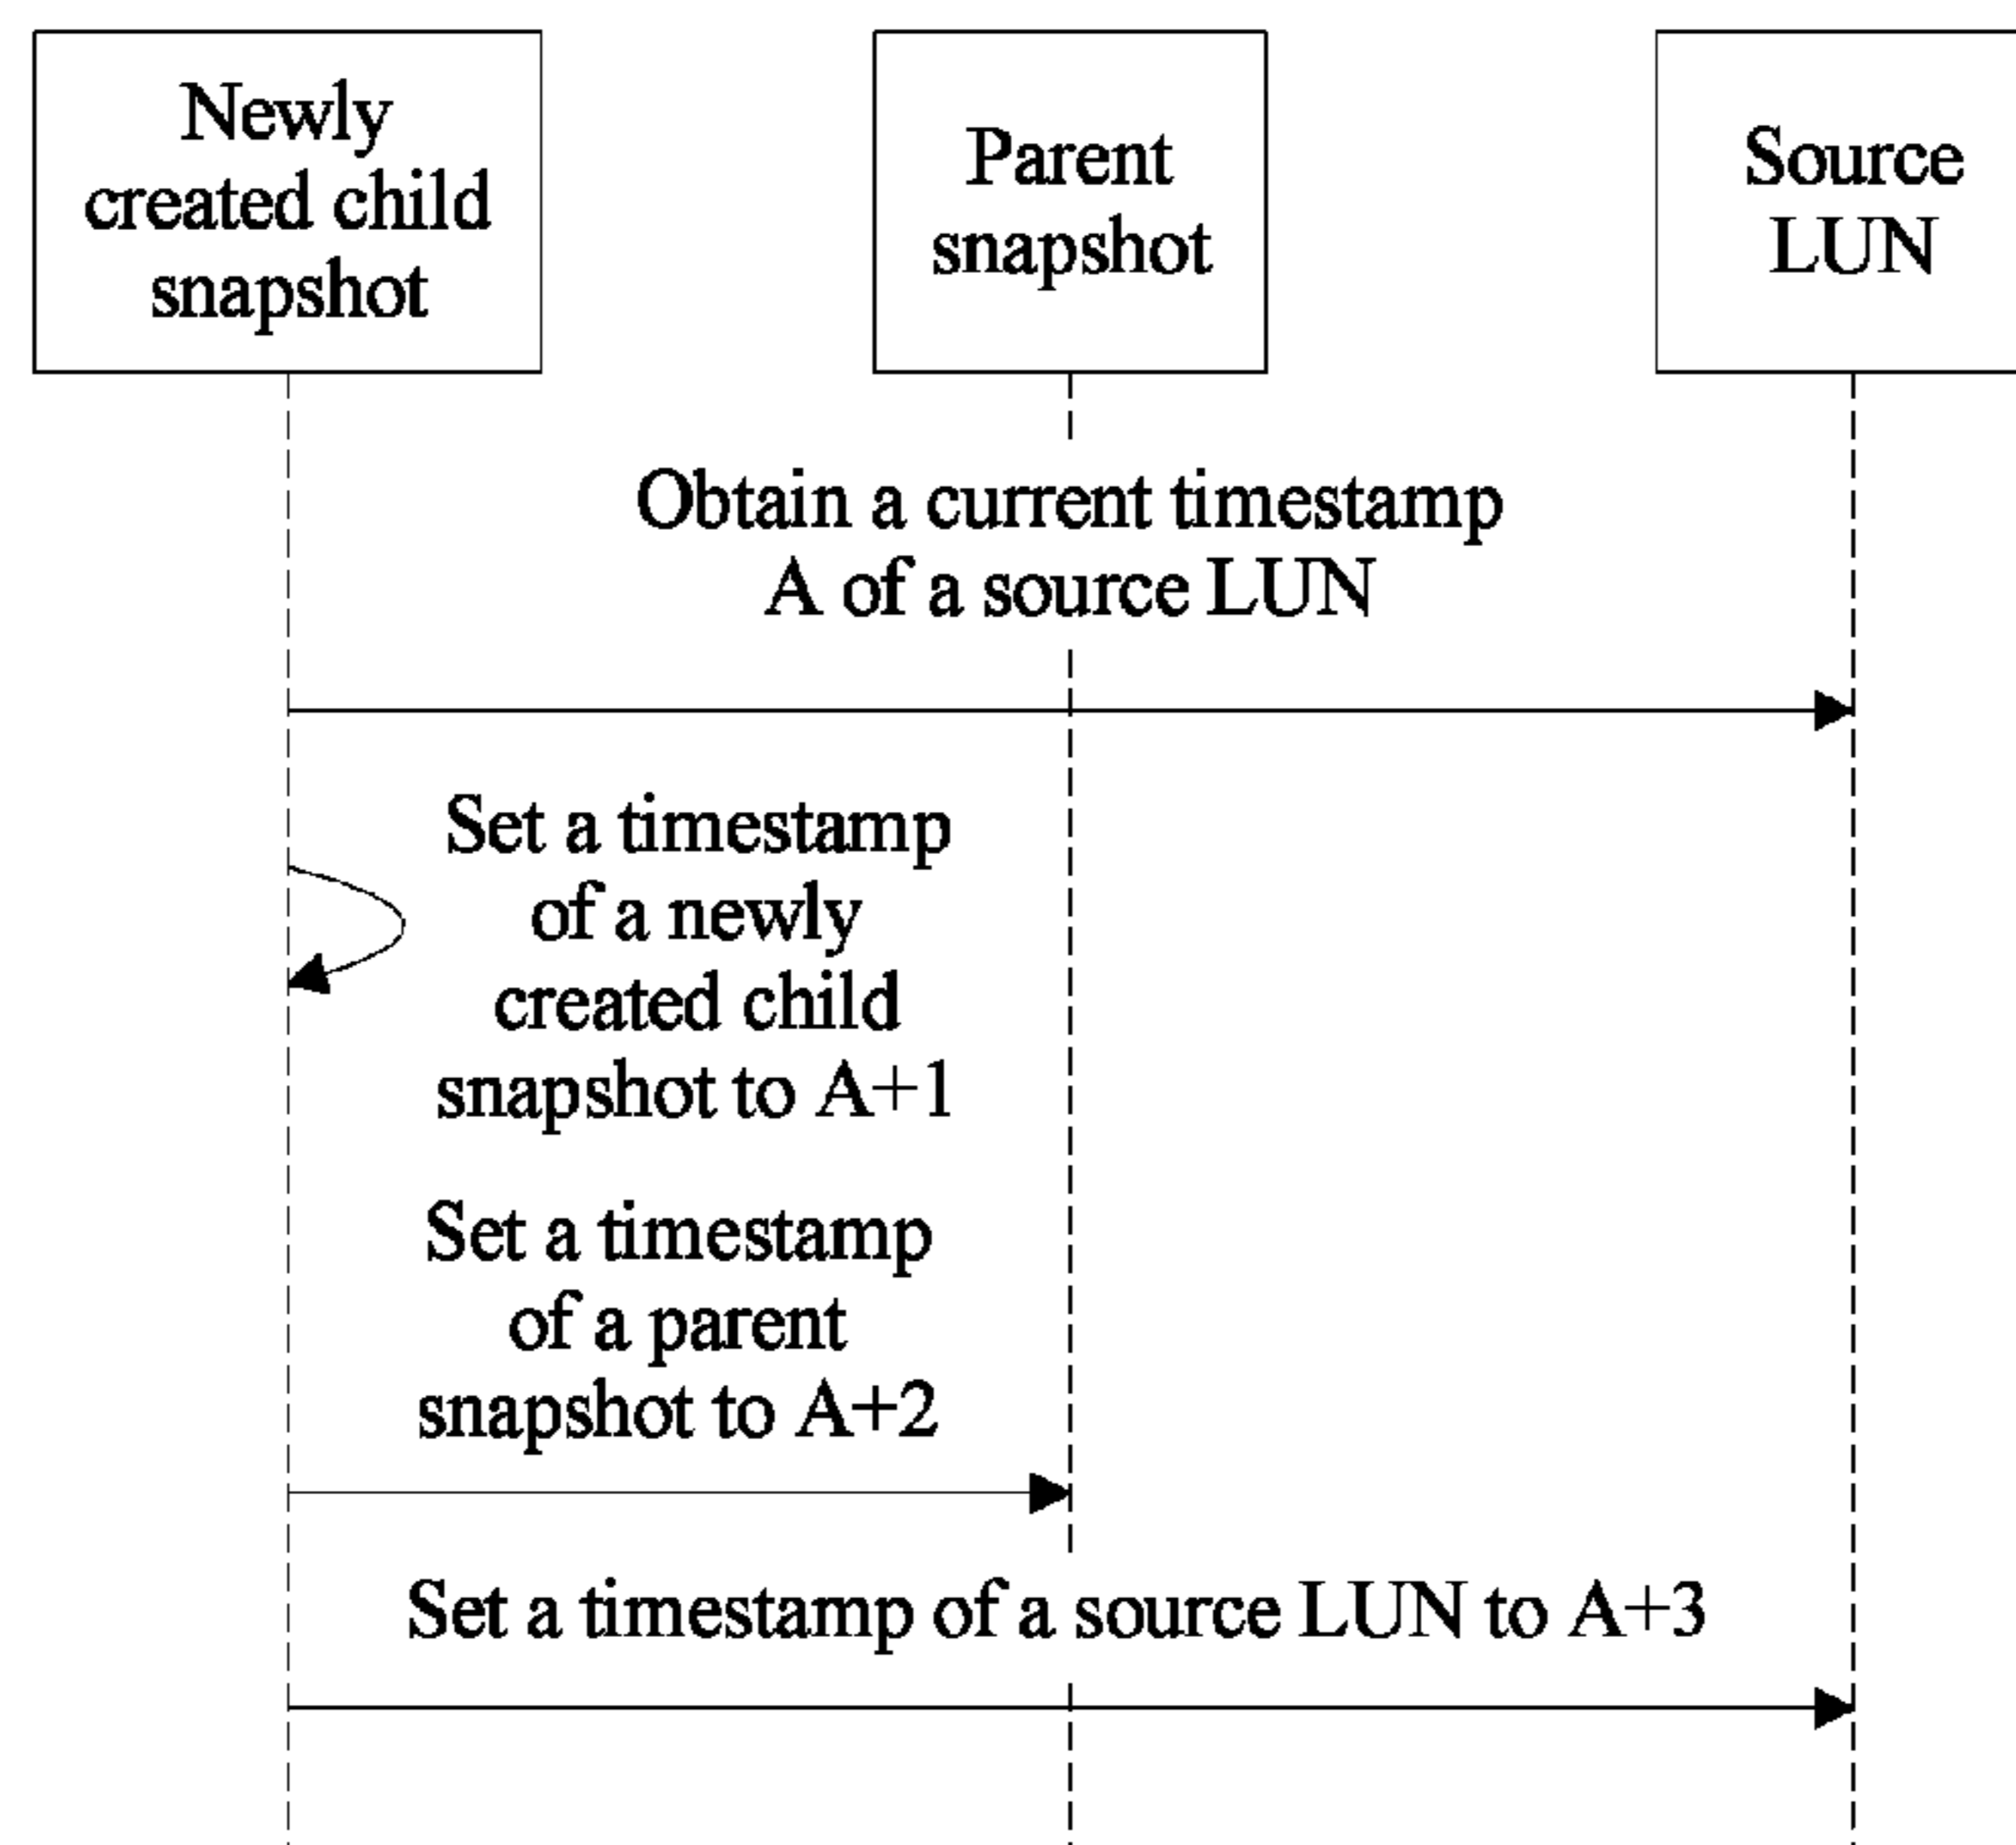 Newly
created child
snapshot
Parent
snapshot
Source
LUN
Obtain a current timestamp
A of a source LUN
Set a timestamp
of a newly
created child
snapshot to A+1
Set a timestamp
of a parent
snapshot to A+2
Set a timestamp of a source LUN to A+3